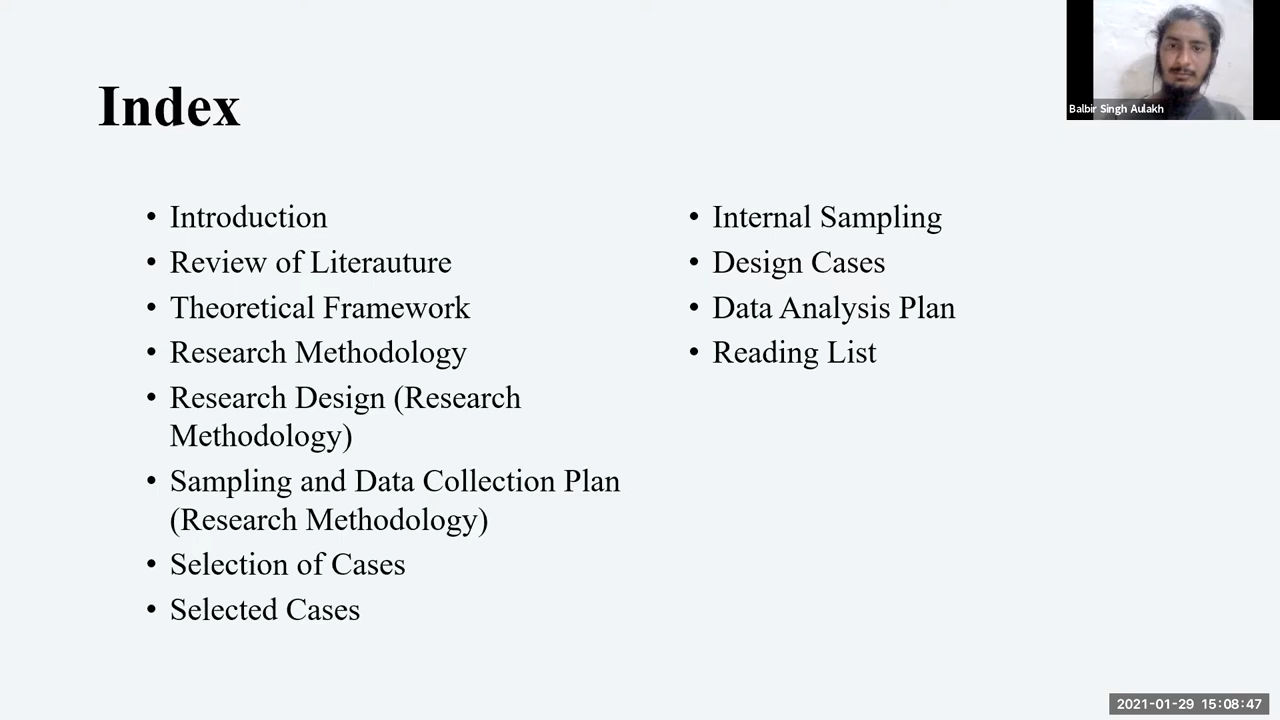 Index
• Introduction
• Review of Literauture
• Theoretical Framework
• Research Methodology
• Research Design (Research
Methodology)
• Sampling and Data Collection Plan
(Research Methodology)
• Selection of Cases
• Selected Cases
• Internal Sampling
• Design Cases
• Data Analysis Plan
• Reading List
Balbir Singh Aulakh
2021-01-29 15:08:47